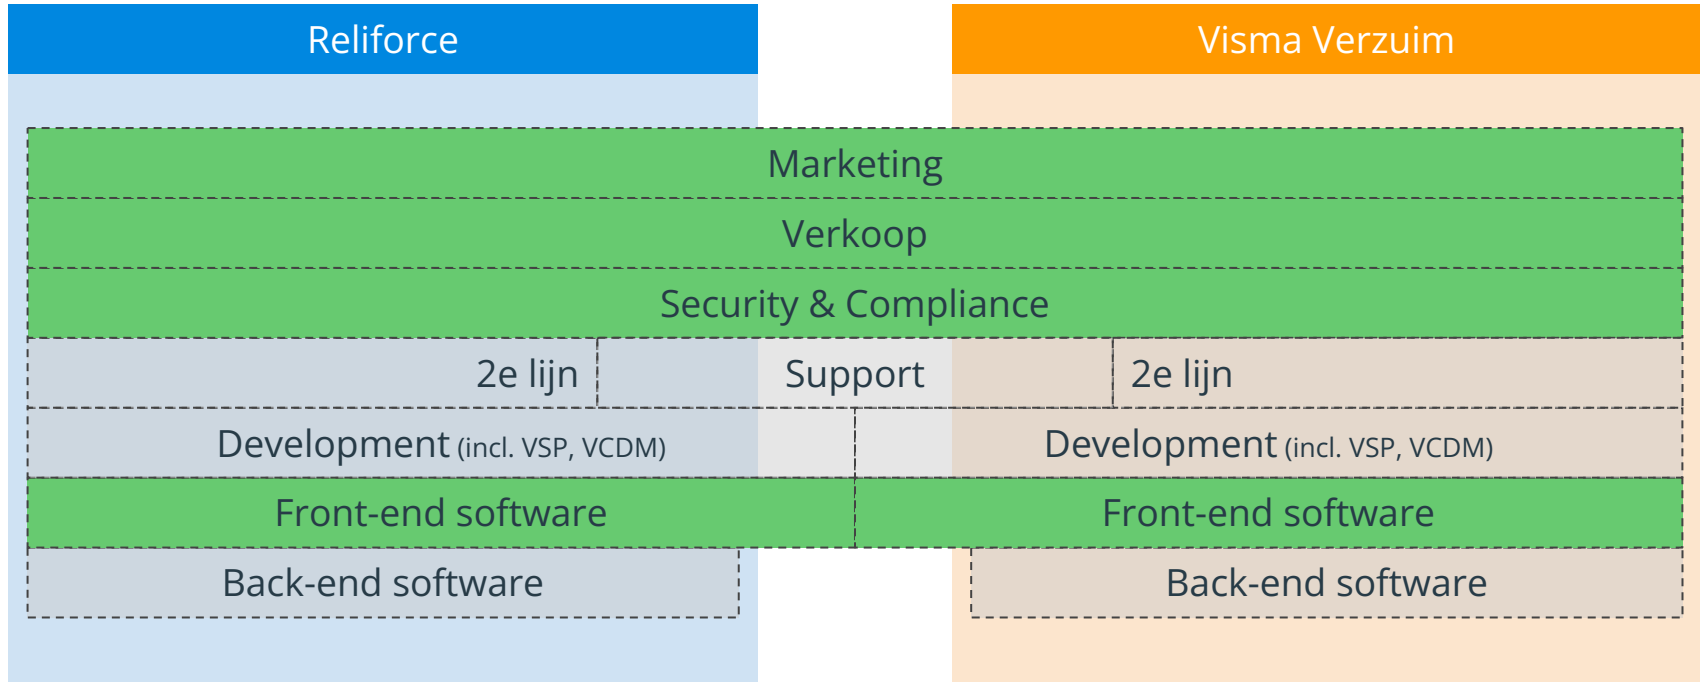 Reliforce
Visma Verzuim
Marketing
Verkoop
Security & Compliance
2e lijn
Support
2e lijn
Development (incl. VSP, VCDM)
Development (incl. VSP, VCDM)
Front-end software
Front-end software
Back-end software
Back-end software